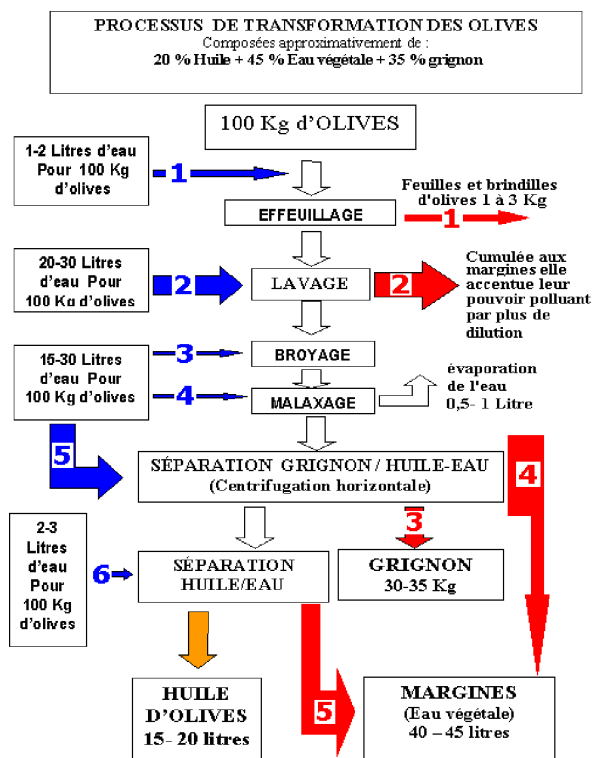 PROCESSUS DE TRANSFORMATION DES OLIVES
Composées approximativement de :
20 % Huile + 45 % Eau végétale + 35 % grignon
100 Kg d’OLIVES
1-2 Litres d’eau
Pour 100 Kg
d’olives
1
EFFEUILLAGE
Feuilles et brindilles
d'olives 1 à 3 Kg
1
20-30 Litres
d’eau Pour
100 Kg d’olives
2
LAVAGE
2
Cumulée aux
margines elle
accentue leur
pouvoir polluant
par plus de
dilution
15-30 Litres
d’eau Pour
100 Kg d’olives
3
BROYAGE
4
MALAXAGE
évaporation
de l'eau
0,5- 1 Litre
5
SÉPARATION GRIGNON / HUILE-EAU
(Centrifugation horizontale)
4
3
2-3
Litres
d’eau
Pour
100 Kg
d’olives
6
SÉPARATION
HUILE/EAU
GRIGNON
30-35 Kg
HUILE
D’OLIVES
15- 20 litres
5
MARGINES
(Eau végétale)
40 – 45 litres